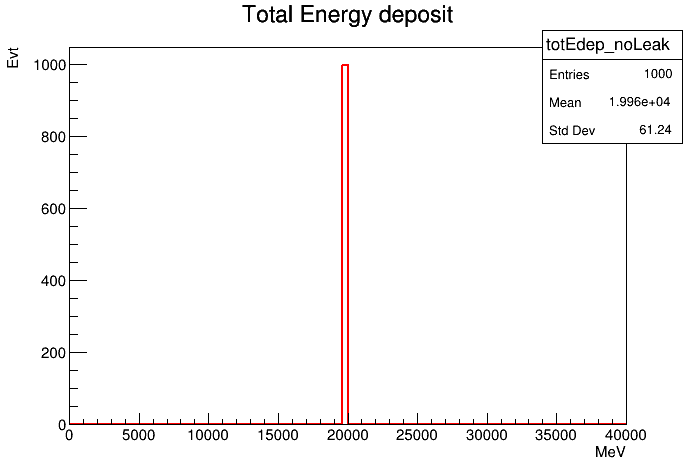 Total Energy deposit
totEdep_noLeak
Entries 1000
Mean 1.996e+04
Std Dev 61.24
Evt
1000
800
600
400
200
0
0 5000 10000 15000 20000 25000 30000 35000 40000
MeV